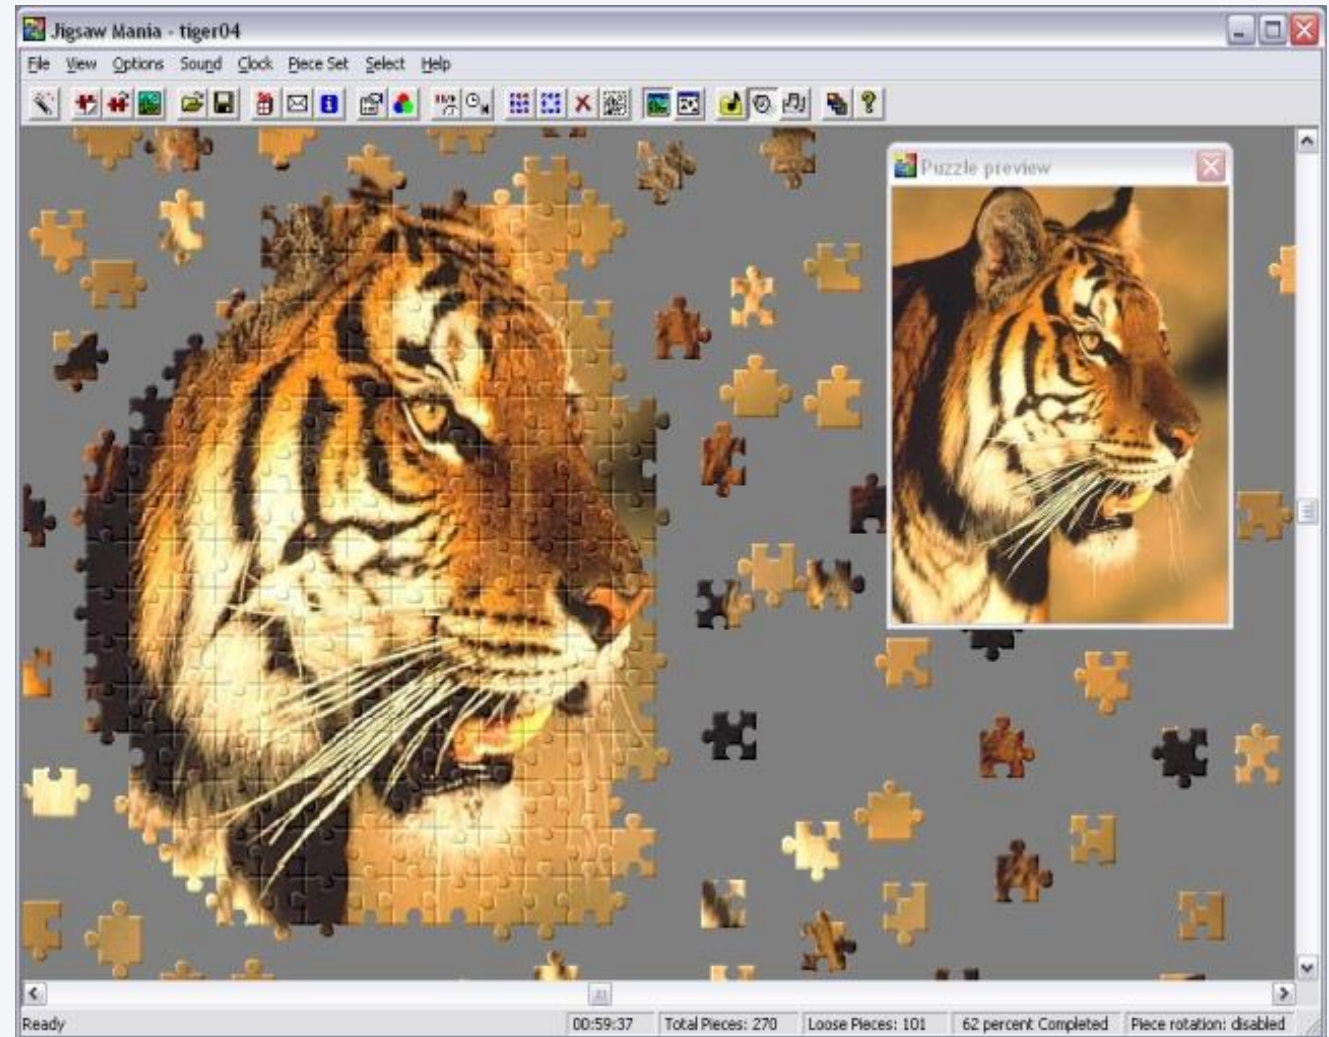 Jigsaw Mania - tiger04
File View Options Sound Clock Piece Set Select Help
Puzzle preview
Ready 00:59:37 Total Pieces: 270 Loose Pieces: 101 62 percent Completed Piece rotation: disabled